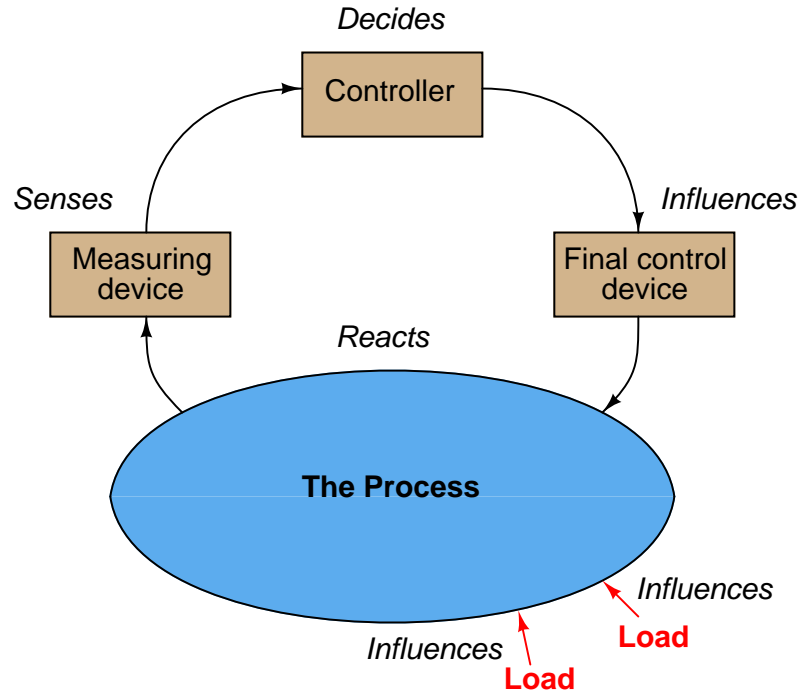 Decides
Controller
Senses
Influences
Measuring
device
Final control
device
Reacts
The Process
Influences
Load
Influences
Load